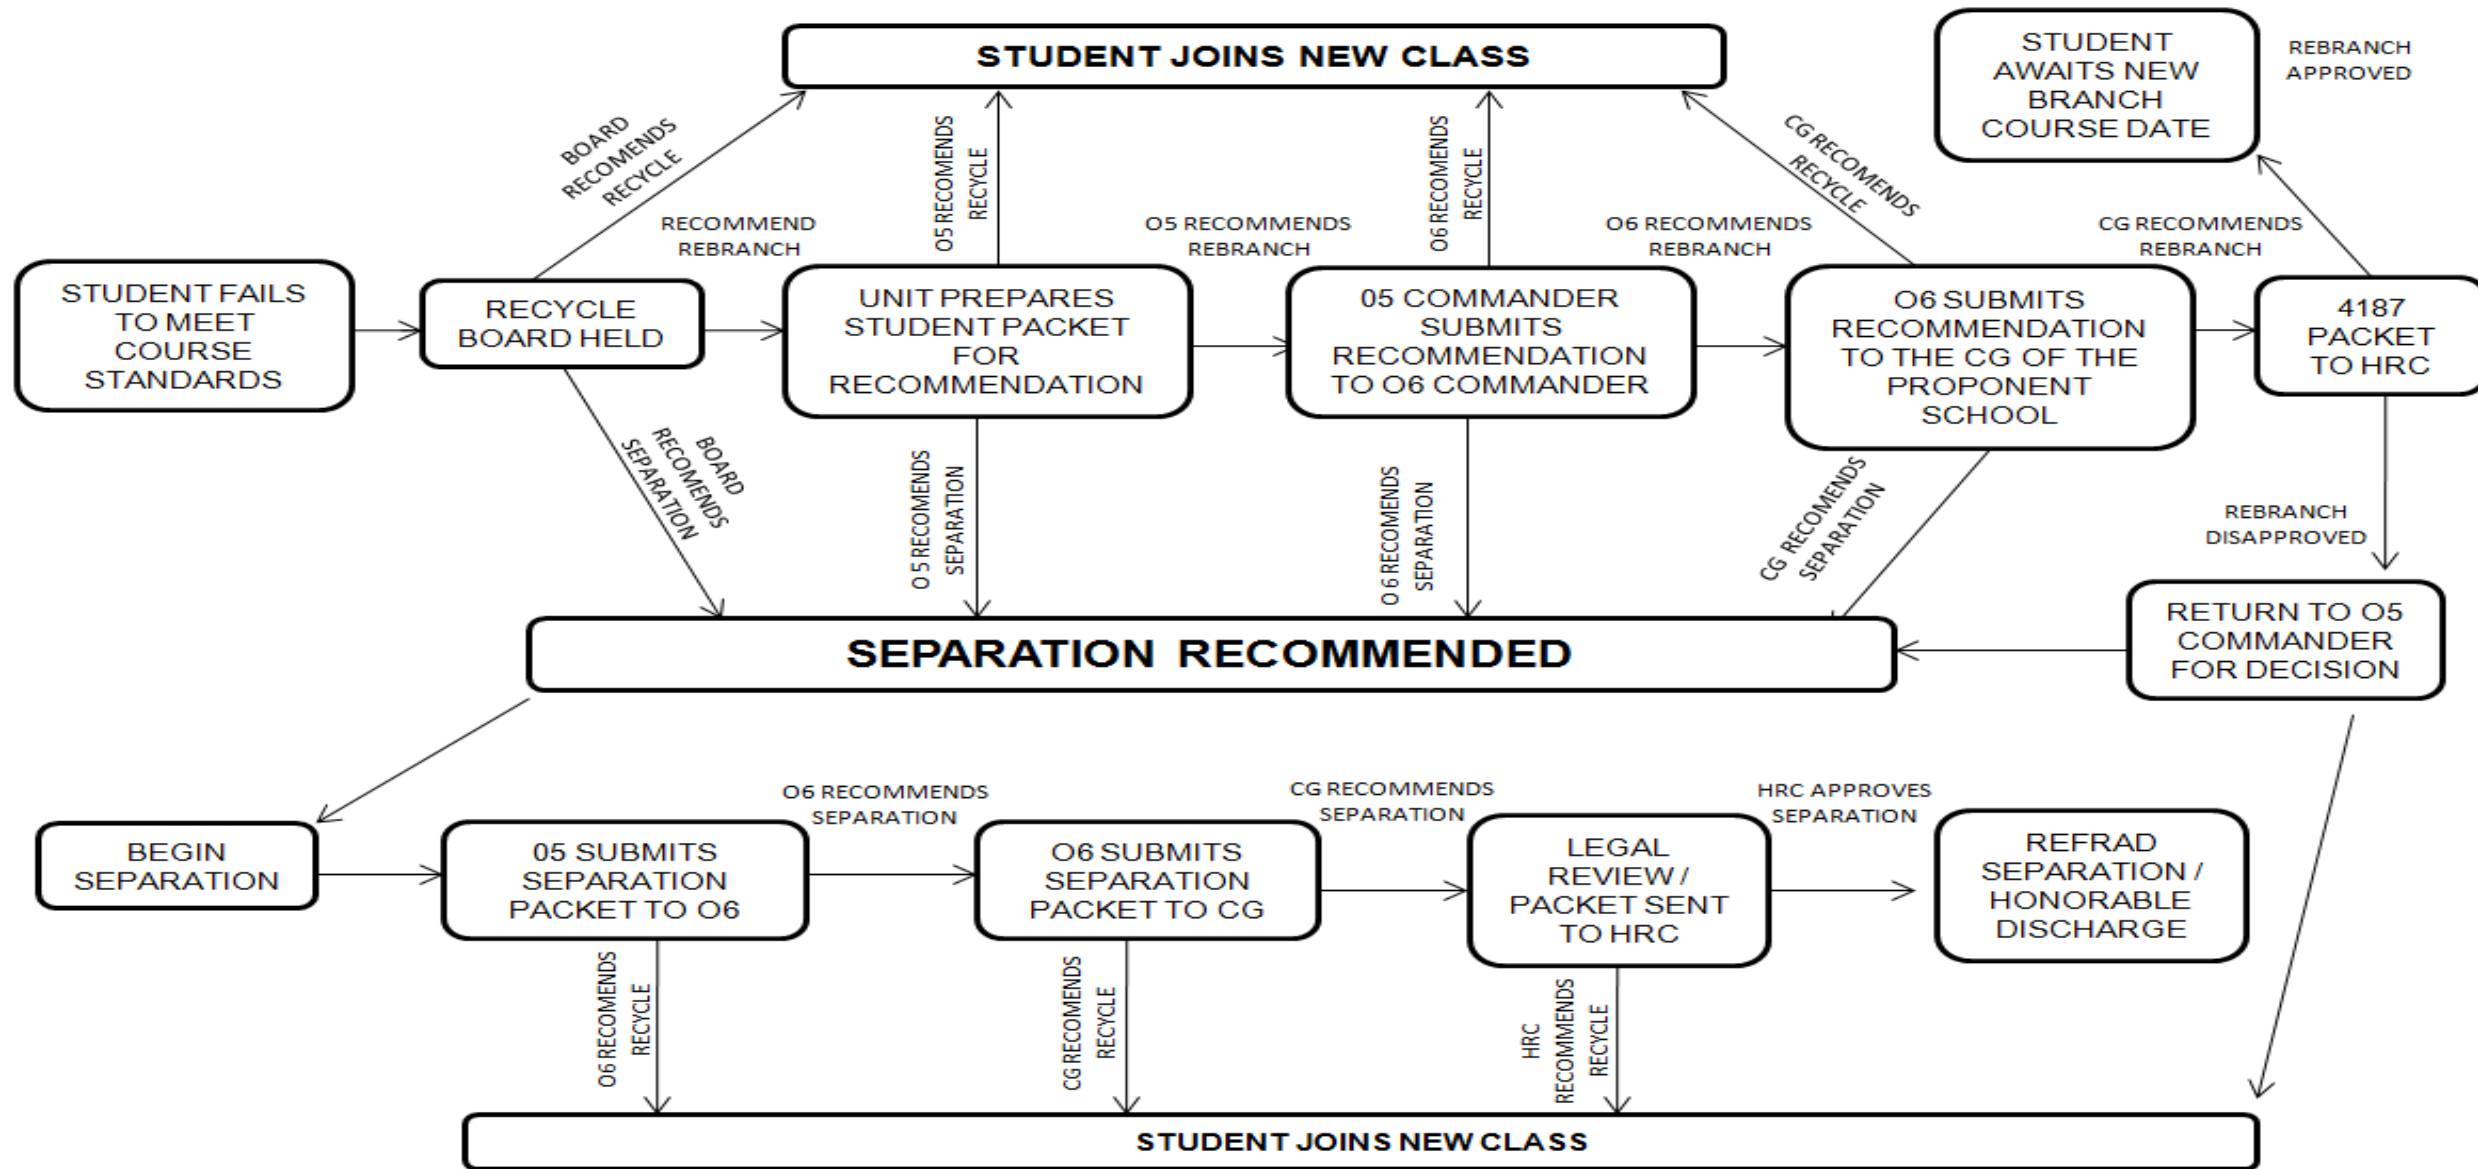 STUDENT JOINS NEW CLASS
STUDENT
AWAITS NEW
BRANCH
COURSE DATE
REBRANCH
APPROVED
BOARD
RECOMENDS
RECYCLE
O5 RECOMENDS
RECYCLE
O6 RECOMENDS
RECYCLE
CG RECOMENDS
RECYCLE
RECOMMEND
REBRANCH
O5 RECOMMENDS
REBRANCH
O6 RECOMMENDS
REBRANCH
CG RECOMMENDS
REBRANCH
STUDENT FAILS
TO MEET
COURSE
STANDARDS
RECYCLE
BOARD HELD
UNIT PREPARES
STUDENT PACKET
FOR
RECOMMENDATION
05 COMMANDER
SUBMITS
RECOMMENDATION
TO O6 COMMANDER
O6 SUBMITS
RECOMMENDATION
TO THE CG OF THE
PROPONENT
SCHOOL
4187
PACKET
TO HRC
BOARD
RECOMENDS
SEPARATION
O 5 RECOMENDS
SEPARATION
O 6 RECOMENDS
SEPARATION
CG RECOMENDS
SEPARATION
REBRANCH
DISAPPROVED
SEPARATION RECOMMENDED
RETURN TO O5
COMMANDER
FOR DECISION
O6 RECOMMENDS
SEPARATION
CG RECOMMENDS
SEPARATION
HRC APPROVES
SEPARATION
BEGIN
SEPARATION
05 SUBMITS
SEPARATION
PACKET TO O6
O6 SUBMITS
SEPARATION
PACKET TO CG
LEGAL
REVIEW /
PACKET SENT
TO HRC
REFRAD
SEPARATION /
HONORABLE
DISCHARGE
O6 RECOMENDS
RECYCLE
CG RECOMENDS
RECYCLE
HRC
RECOMMENDS
RECYCLE
STUDENT JOINS NEW CLASS